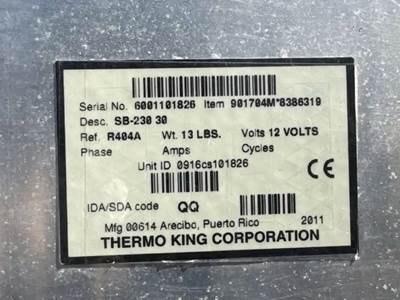 Serial No. 6001101826 Item 901704M*8386319
Desc. SB-230 30
Ref. R404A Wt. 13 LBS. Volts 12 VOLTS
Phase Amps Cycles
Unit ID 0916cs101826
CE
IDA/SDA code QQ
Mfg 00614 Arecibo, Puerto Rico 2011
THERMO KING CORPORATION